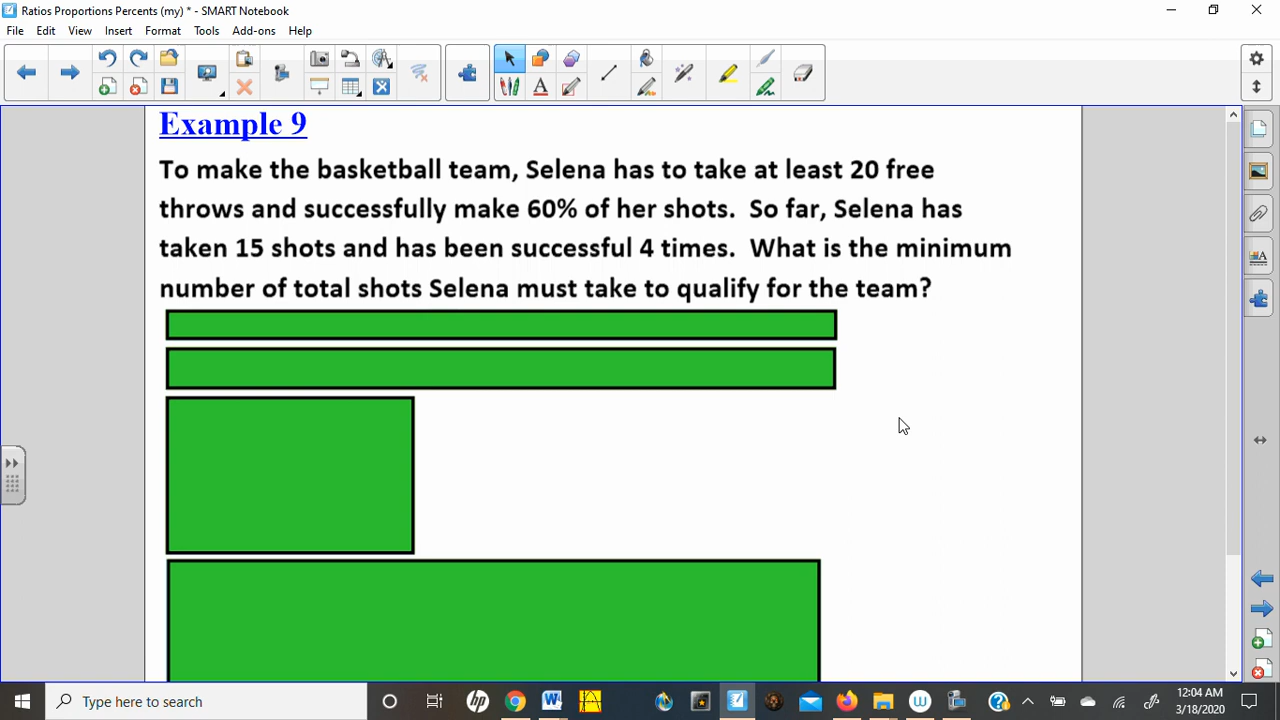 Ratios Proportions Percents (my) * - SMART Notebook
File Edit View Insert Format Tools Add-ons Help
Example 9
To make the basketball team, Selena has to take at least 20 free
throws and successfully make 60% of her shots.  So far, Selena has
taken 15 shots and has been successful 4 times.  What is the minimum
number of total shots Selena must take to qualify for the team?
Type here to search
12:04 AM
3/18/2020